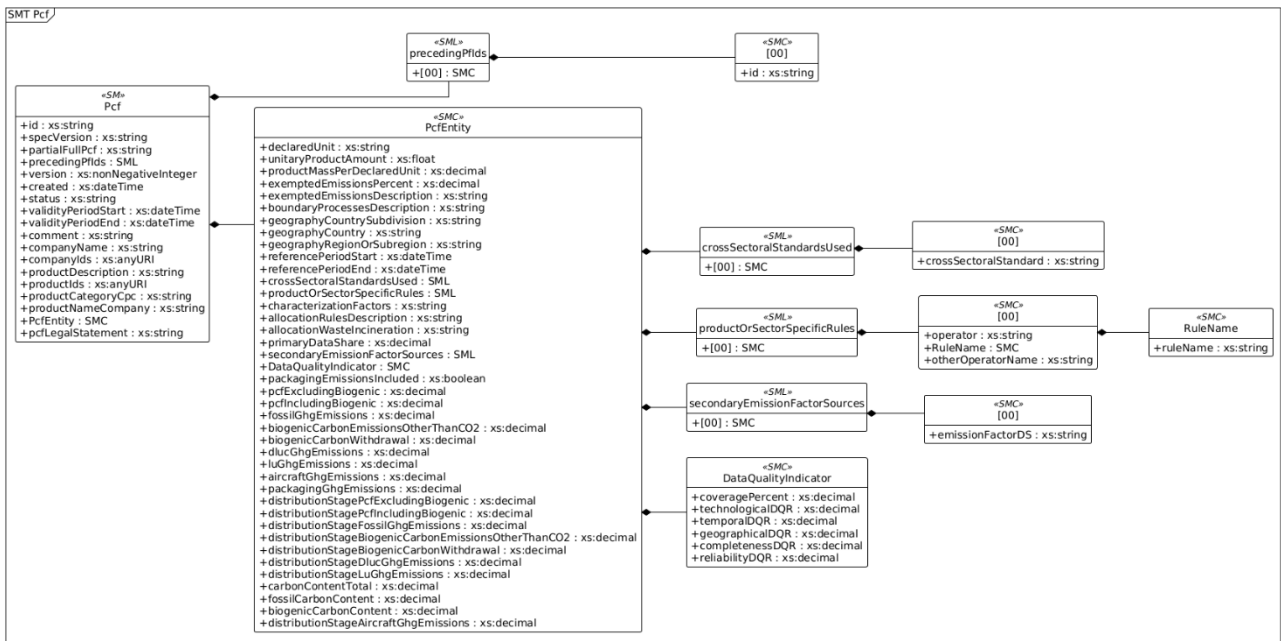 SMT Pcf
«SML»
precedingPfIds
+[00] : SMC
«SMC»
[00]
+id : xs:string
«SM»
Pcf
+id : xs:string
+specVersion : xs:string
+partialFullPcf : xs:string
+precedingPfIds : SML
+version : xs:nonNegativeInteger
+created : xs:dateTime
+status : xs:string
+validityPeriodStart : xs:dateTime
+validityPeriodEnd : xs:dateTime
+comment : xs:string
+companyName : xs:string
+companyIds : xs:anyURI
+productDescription : xs:string
+productIds : xs:anyURI
+productCategoryCpc : xs:string
+productNameCompany : xs:string
+PcfEntity : SMC
+pcfLegalStatement : xs:string
«SMC»
PcfEntity
+declaredUnit : xs:string
+unitaryProductAmount : xs:float
+productMassPerDeclaredUnit : xs:decimal
+exemptedEmissionsPercent : xs:decimal
+exemptedEmissionsDescription : xs:string
+boundaryProcessesDescription : xs:string
+geographyCountrySubdivision : xs:string
+geographyCountry : xs:string
+geographyRegionOrSubregion : xs:string
+referencePeriodStart : xs:dateTime
+referencePeriodEnd : xs:dateTime
+crossSectoralStandardsUsed : SML
+productOrSectorSpecificRules : SML
+characterizationFactors : xs:string
+allocationRulesDescription : xs:string
+allocationWasteIncineration : xs:string
+primaryDataShare : xs:decimal
+secondaryEmissionFactorSources : SML
+DataQualityIndicator : SMC
+packagingEmissionsIncluded : xs:boolean
+pcfExcludingBiogenic : xs:decimal
+pcfIncludingBiogenic : xs:decimal
+fossilGhgEmissions : xs:decimal
+biogenicCarbonEmissionsOtherThanCO2 : xs:decimal
+biogenicCarbonWithdrawal : xs:decimal
+dlucGhgEmissions : xs:decimal
+luGhgEmissions : xs:decimal
+aircraftGhgEmissions : xs:decimal
+packagingGhgEmissions : xs:decimal
+distributionStagePcfExcludingBiogenic : xs:decimal
+distributionStagePcfIncludingBiogenic : xs:decimal
+distributionStageFossilGhgEmissions : xs:decimal
+distributionStageBiogenicCarbonEmissionsOtherThanCO2 : xs:decimal
+distributionStageBiogenicCarbonWithdrawal : xs:decimal
+distributionStageDlucGhgEmissions : xs:decimal
+distributionStageLuGhgEmissions : xs:decimal
+carbonContentTotal : xs:decimal
+fossilCarbonContent : xs:decimal
+biogenicCarbonContent : xs:decimal
+distributionStageAircraftGhgEmissions : xs:decimal
«SML»
crossSectoralStandardsUsed
+[00] : SMC
«SMC»
[00]
+crossSectoralStandard : xs:string
«SML»
productOrSectorSpecificRules
+[00] : SMC
«SMC»
[00]
+operator : xs:string
+RuleName : SMC
+otherOperatorName : xs:string
«SMC»
RuleName
+ruleName : xs:string
«SML»
secondaryEmissionFactorSources
+[00] : SMC
«SMC»
[00]
+emissionFactorDS : xs:string
«SMC»
DataQualityIndicator
+coveragePercent : xs:decimal
+technologicalDQR : xs:decimal
+temporalDQR : xs:decimal
+geographicalDQR : xs:decimal
+completenessDQR : xs:decimal
+reliabilityDQR : xs:decimal